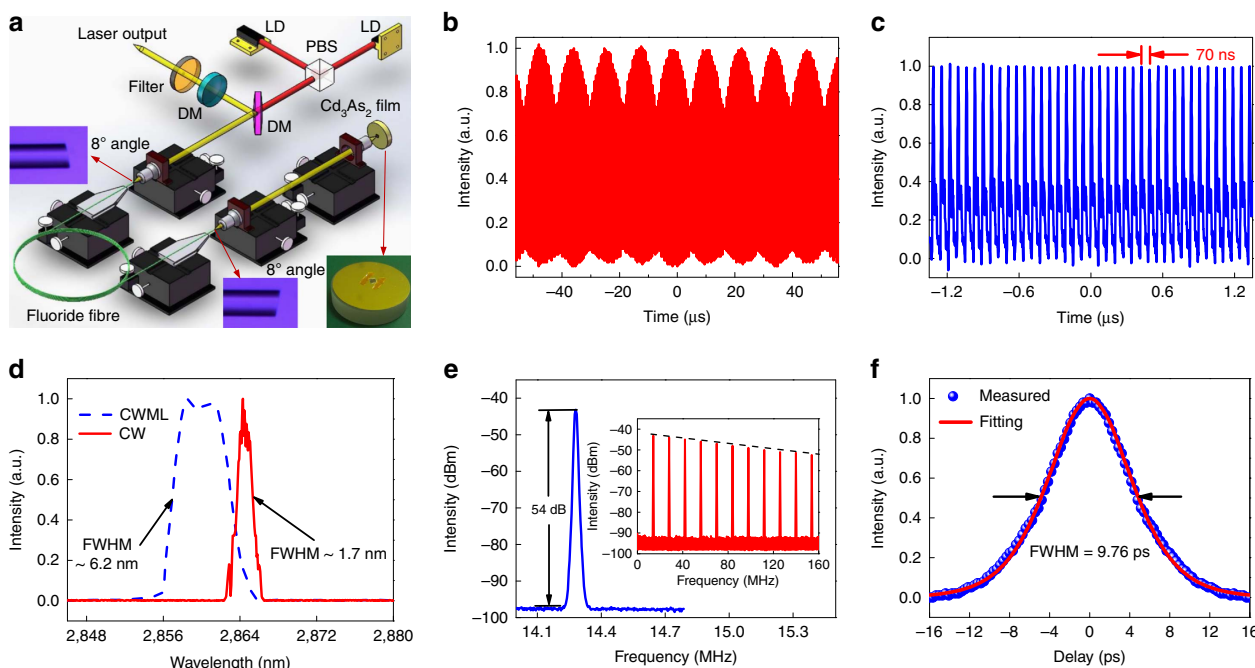 a
Laser output
LD
LD
PBS
Filter
DM
DM
Cd3As2 film
8° angle
8° angle
Fluoride fibre
b
Intensity (a.u.)
1.0
0.8
0.6
0.4
0.2
0.0
−40 −20 0 20 40
Time (μs)
c
Intensity (a.u.)
1.0
0.8
0.6
0.4
0.2
0.0
70 ns
−1.2 −0.6 0.0 0.6 1.2
Time (μs)
d
Intensity (a.u.)
1.0
0.8
0.6
0.4
0.2
0.0
CWML
CW
FWHM
~ 6.2 nm
FWHM ~ 1.7 nm
2,848 2,856 2,864 2,872 2,880
Wavelength (nm)
e
Intensity (dBm)
−40
−50
−60
−70
−80
−90
−100
54 dB
Intensity (dBm)
−40
−50
−60
−70
−80
−90
−100
0 40 80 120 160
Frequency (MHz)
14.1 14.4 14.7 15.0 15.3
Frequency (MHz)
f
Intensity (a.u.)
1.0
0.8
0.6
0.4
0.2
0.0
Measured
Fitting
FWHM = 9.76 ps
−16 −12 −8 −4 0 4 8 12 16
Delay (ps)